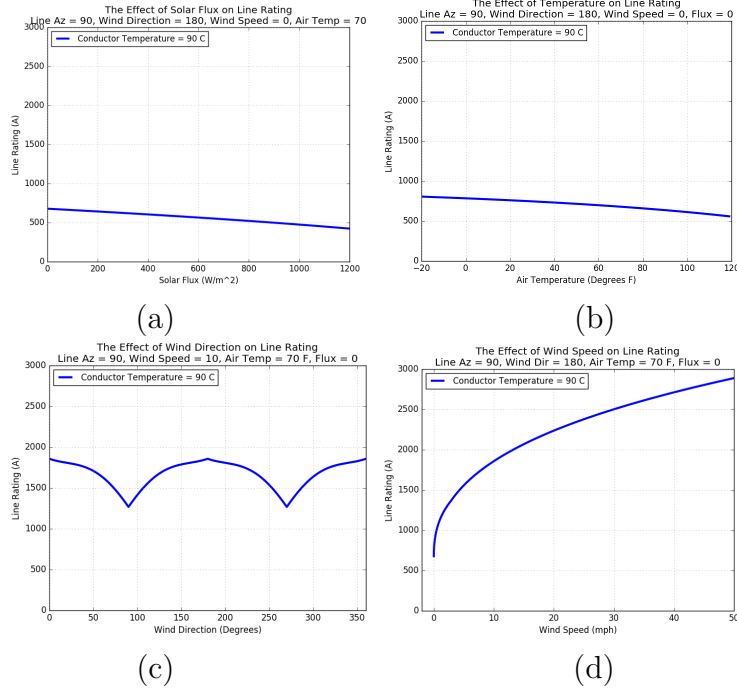 The Effect of Solar Flux on Line Rating
Line Az = 90, Wind Direction = 180, Wind Speed = 0, Air Temp = 70
Conductor Temperature = 90 C
3000
2500
2000
1500
1000
500
0
Line Rating (A)
0 200 400 600 800 1000 1200
Solar Flux (W/m^2)
(a)
The Effect of Temperature on Line Rating
Line Az = 90, Wind Direction = 180, Wind Speed = 0, Flux = 0
Conductor Temperature = 90 C
3000
2500
2000
1500
1000
500
0
Line Rating (A)
−20 0 20 40 60 80 100 120
Air Temperature (Degrees F)
(b)
The Effect of Wind Direction on Line Rating
Line Az = 90, Wind Speed = 10, Air Temp = 70 F, Flux = 0
Conductor Temperature = 90 C
3000
2500
2000
1500
1000
500
0
Line Rating (A)
0 50 100 150 200 250 300 350
Wind Direction (Degrees)
(c)
The Effect of Wind Speed on Line Rating
Line Az = 90, Wind Dir = 180, Air Temp = 70 F, Flux = 0
Conductor Temperature = 90 C
3000
2500
2000
1500
1000
500
0
Line Rating (A)
0 10 20 30 40 50
Wind Speed (mph)
(d)